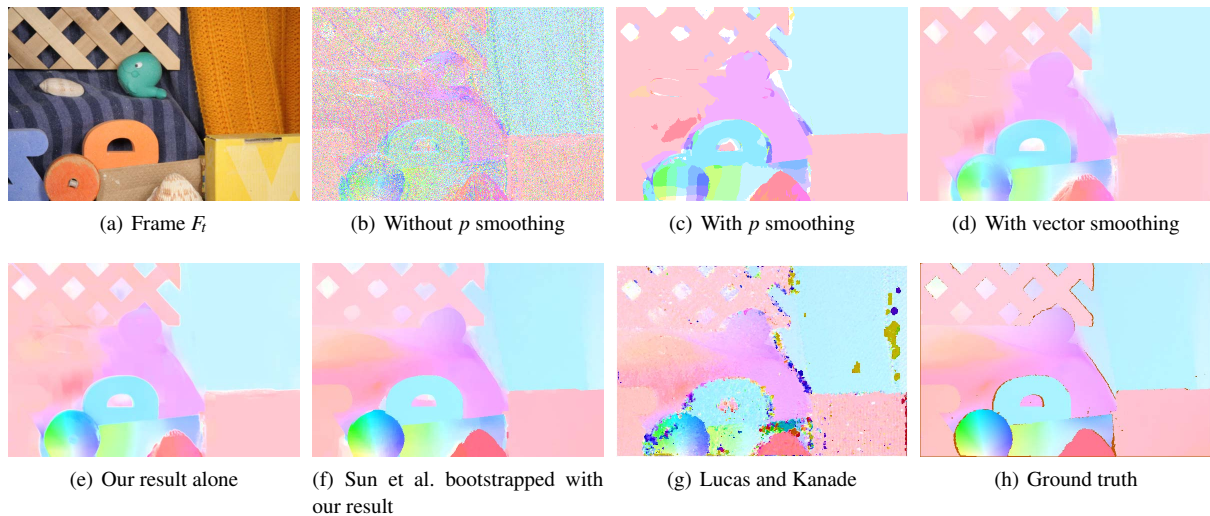 (a) Frame Ft
(b) Without p smoothing
(c) With p smoothing
(d) With vector smoothing
(e) Our result alone
(f) Sun et al. bootstrapped with
our result
(g) Lucas and Kanade
(h) Ground truth